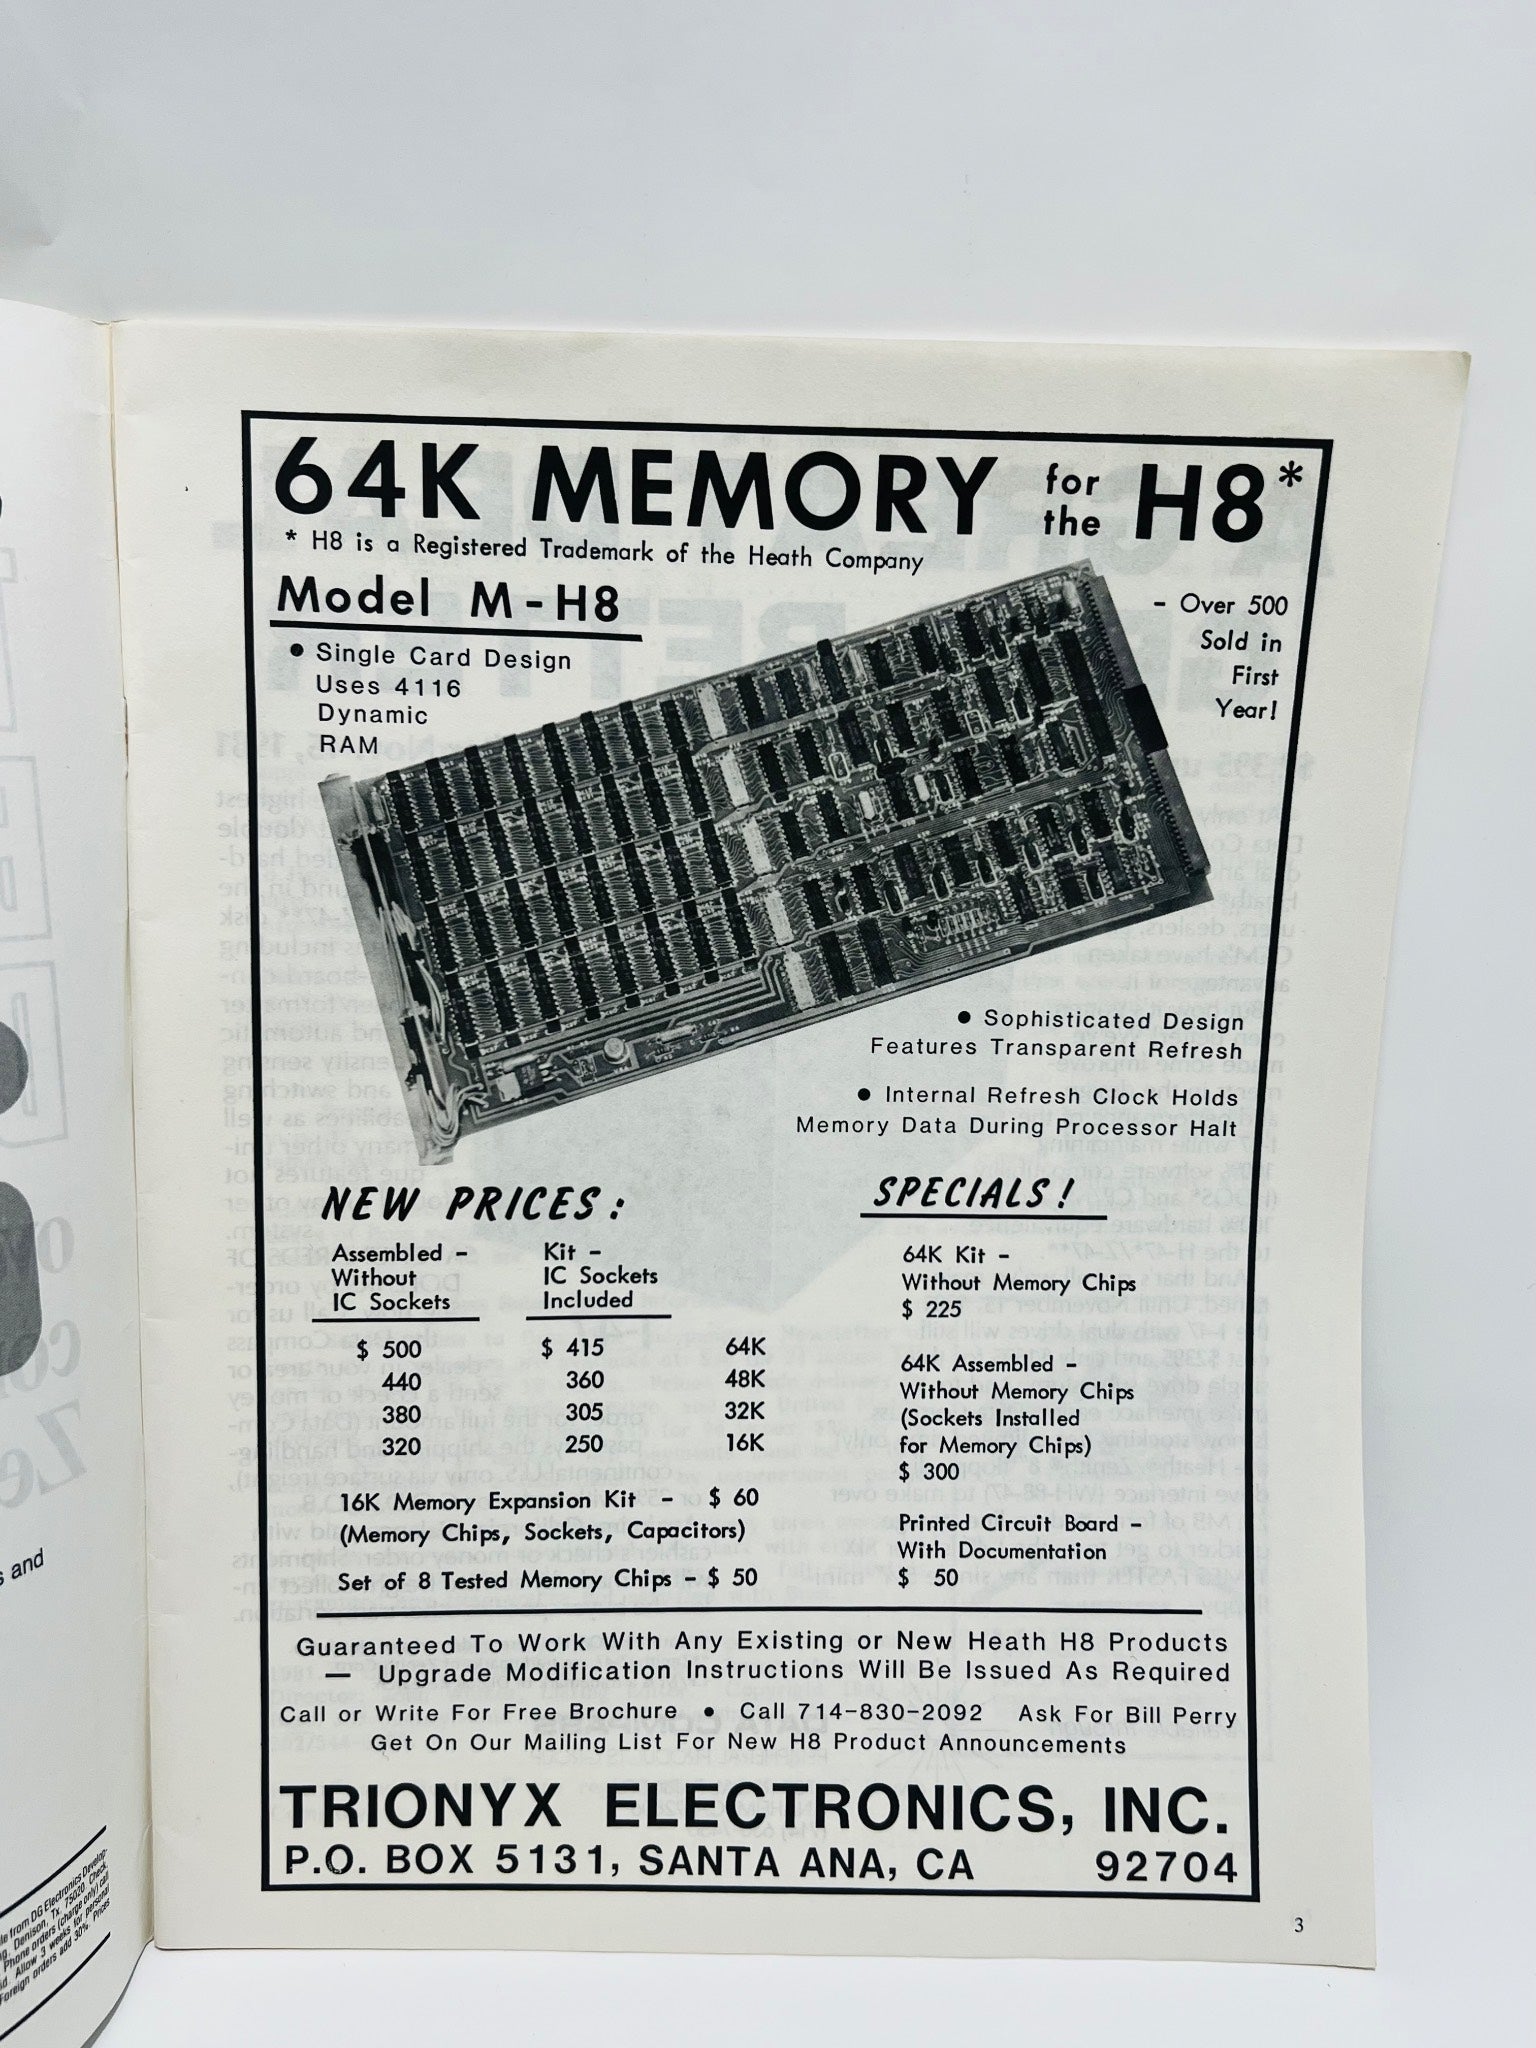 64K MEMORY for the H8*
* H8 is a Registered Trademark of the Heath Company
Model M-H8
● Single Card Design
Uses 4116
Dynamic
RAM
- Over 500
Sold in
First
Year!
● Sophisticated Design
Features Transparent Refresh
● Internal Refresh Clock Holds
Memory Data During Processor Halt
NEW PRICES:
Assembled -
Without
IC Sockets
Kit -
IC Sockets
Included
$ 500 $ 415 64K
440 360 48K
380 305 32K
320 250 16K
16K Memory Expansion Kit - $ 60
(Memory Chips, Sockets, Capacitors)
Set of 8 Tested Memory Chips - $ 50
SPECIALS!
64K Kit -
Without Memory Chips
$ 225
64K Assembled -
Without Memory Chips
(Sockets Installed
for Memory Chips)
$ 300
Printed Circuit Board -
With Documentation
$ 50
Guaranteed To Work With Any Existing or New Heath H8 Products
— Upgrade Modification Instructions Will Be Issued As Required
Call or Write For Free Brochure ● Call 714-830-2092 Ask For Bill Perry
Get On Our Mailing List For New H8 Product Announcements
TRIONYX ELECTRONICS, INC.
P.O. BOX 5131, SANTA ANA, CA 92704
3